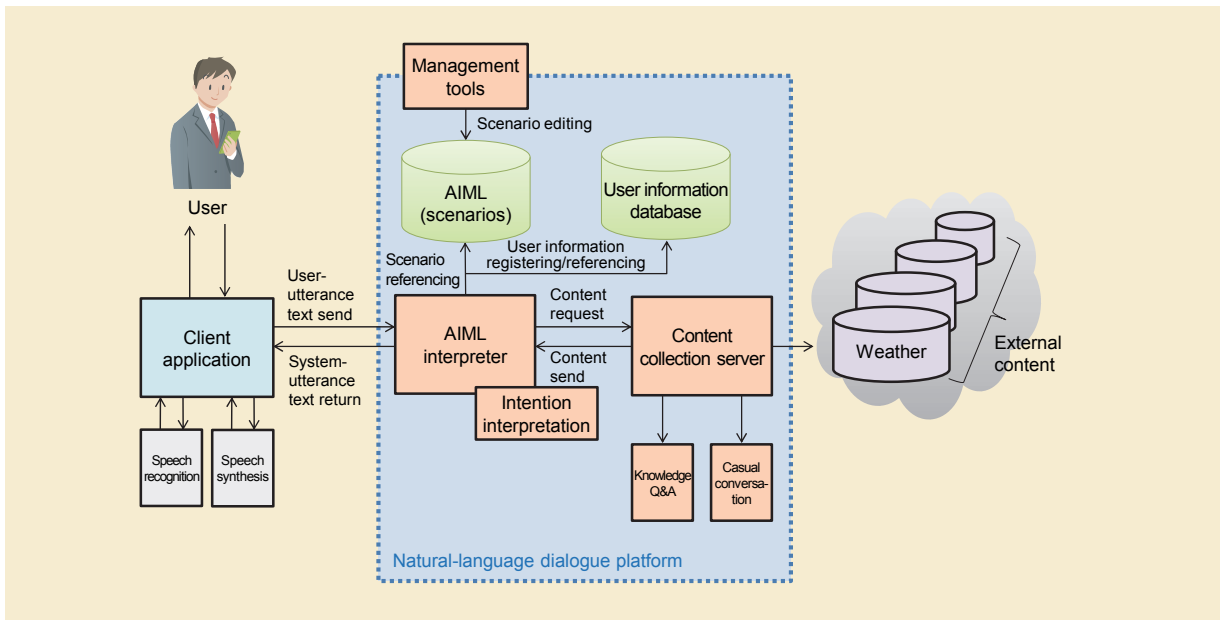 Management
tools
Scenario editing
AIML
(scenarios)
User information
database
User
Scenario
referencing
User information
registering/referencing
User-
utterance
text send
Content
request
Client
application
AIML
interpreter
Content
collection server
Weather
External
content
System-
utterance
text return
Content
send
Intention
interpretation
Speech
recognition
Speech
synthesis
Knowledge
Q&A
Casual
conversa-
tion
Natural-language dialogue platform